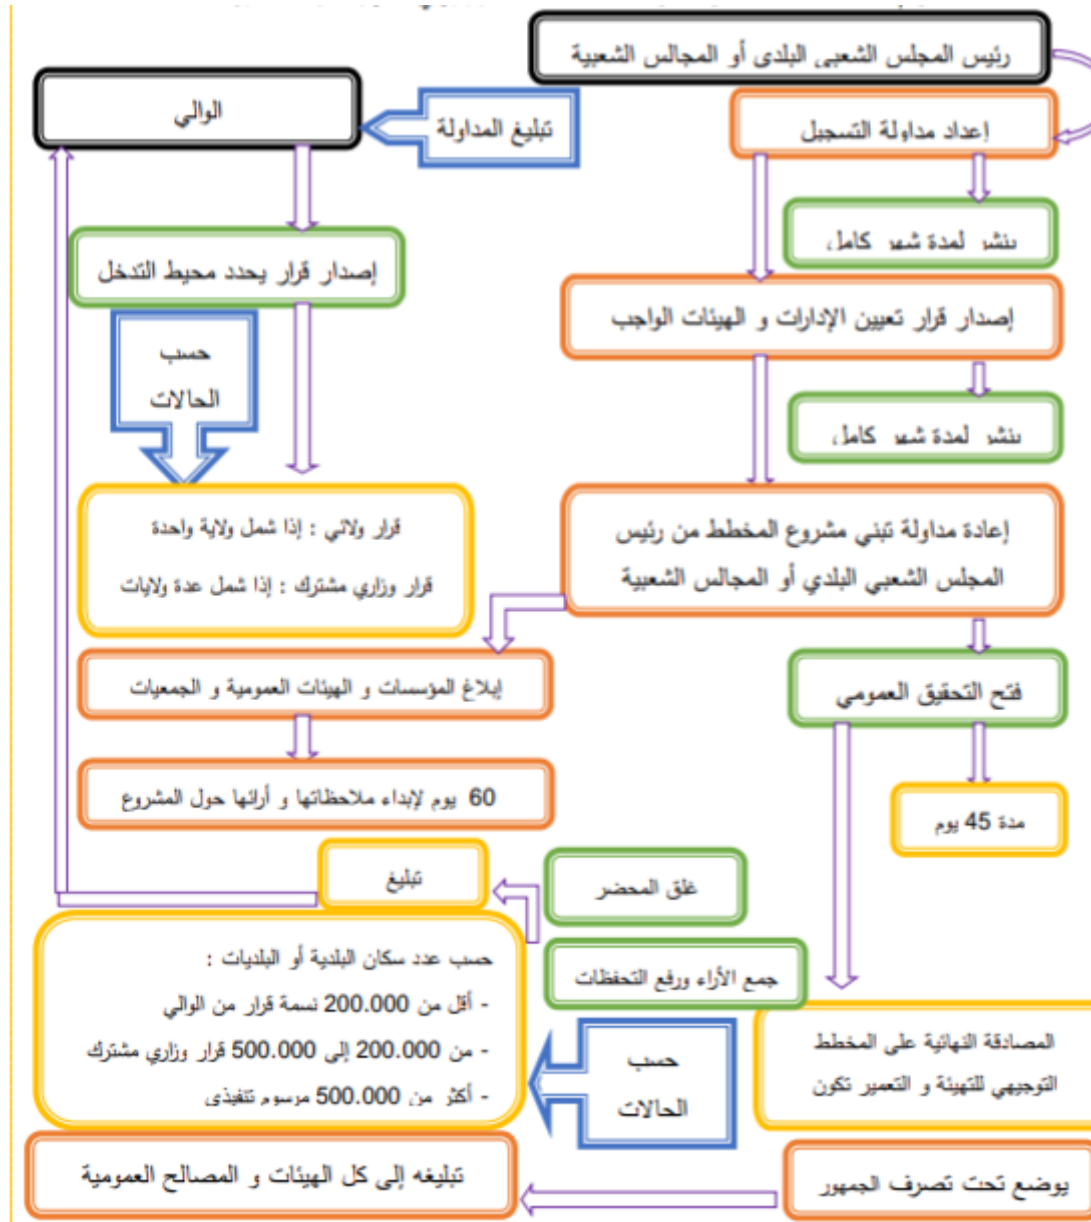 رئيس المجلس الشعبي البلدي أو المجالس الشعبية
الوالي
تبليغ المداولة
إعداد مداولة التسجيل
ينشر لمدة شهر كامل
إصدار قرار يحدد محيط التدخل
إصدار قرار تعيين الإدارات و الهيئات الواجب
حسب
الحالات
ينشر لمدة شهر كامل
قرار ولائي : إذا شمل ولاية واحدة
قرار وزاري مشترك : إذا شمل عدة ولايات
إعادة مداولة تبني مشروع المخطط من رئيس
المجلس الشعبي البلدي أو المجالس الشعبية
إبلاغ المؤسسات و الهيئات العمومية و الجمعيات
فتح التحقيق العمومي
60 يوم لإبداء ملاحظاتها و أرائها حول المشروع
مدة 45 يوم
تبليغ
غلق المحضر
جمع الأراء ورفع التحفظات
حسب عدد سكان البلدية أو البلديات :
- أقل من 200.000 نسمة قرار من الوالي
- من 200.000 إلى 500.000 قرار وزاري مشترك
- أكثر من 500.000 مرسوم تنفيذي
حسب
الحالات
المصادقة النهائية على المخطط
التوجيهي للتهيئة و التعمير تكون
يوضع تحت تصرف الجمهور
تبليغه إلى كل الهيئات و المصالح العمومية